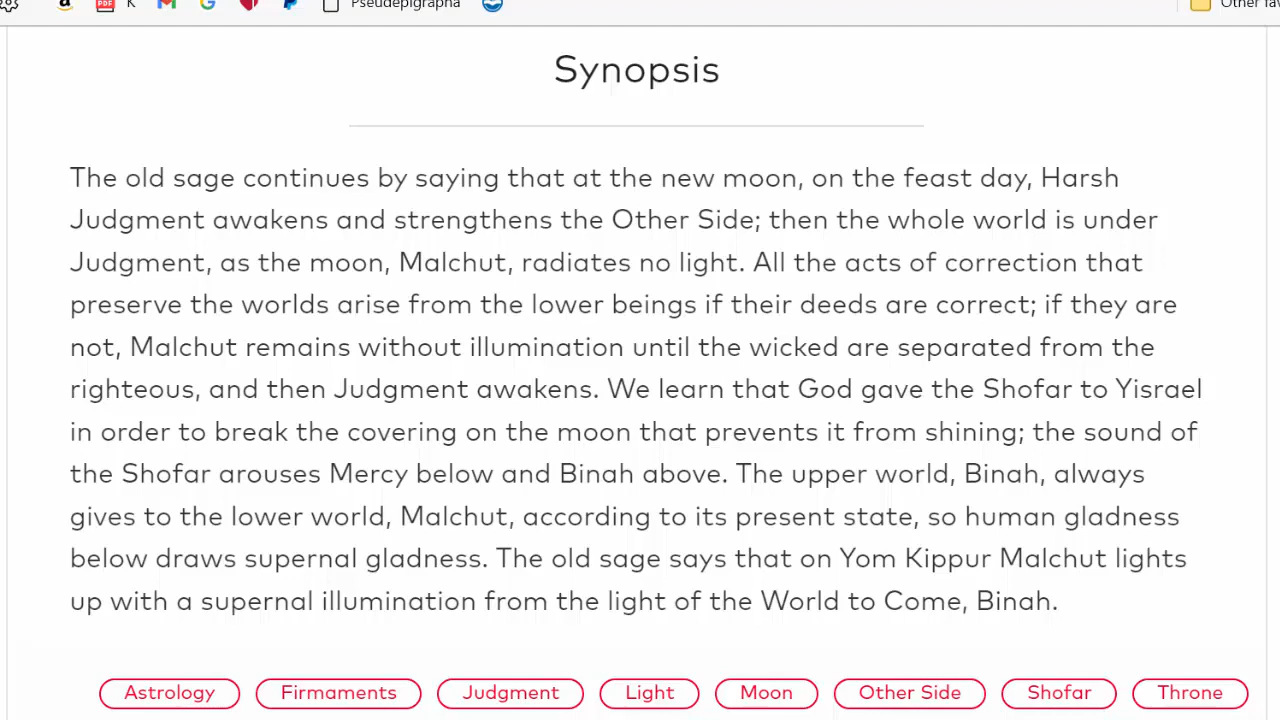 K Pseudepigrapha Other fav
Synopsis
The old sage continues by saying that at the new moon, on the feast day, Harsh
Judgment awakens and strengthens the Other Side; then the whole world is under
Judgment, as the moon, Malchut, radiates no light. All the acts of correction that
preserve the worlds arise from the lower beings if their deeds are correct; if they are
not, Malchut remains without illumination until the wicked are separated from the
righteous, and then Judgment awakens. We learn that God gave the Shofar to Yisrael
in order to break the covering on the moon that prevents it from shining; the sound of
the Shofar arouses Mercy below and Binah above. The upper world, Binah, always
gives to the lower world, Malchut, according to its present state, so human gladness
below draws supernal gladness. The old sage says that on Yom Kippur Malchut lights
up with a supernal illumination from the light of the World to Come, Binah.
Astrology Firmaments Judgment Light Moon Other Side Shofar Throne